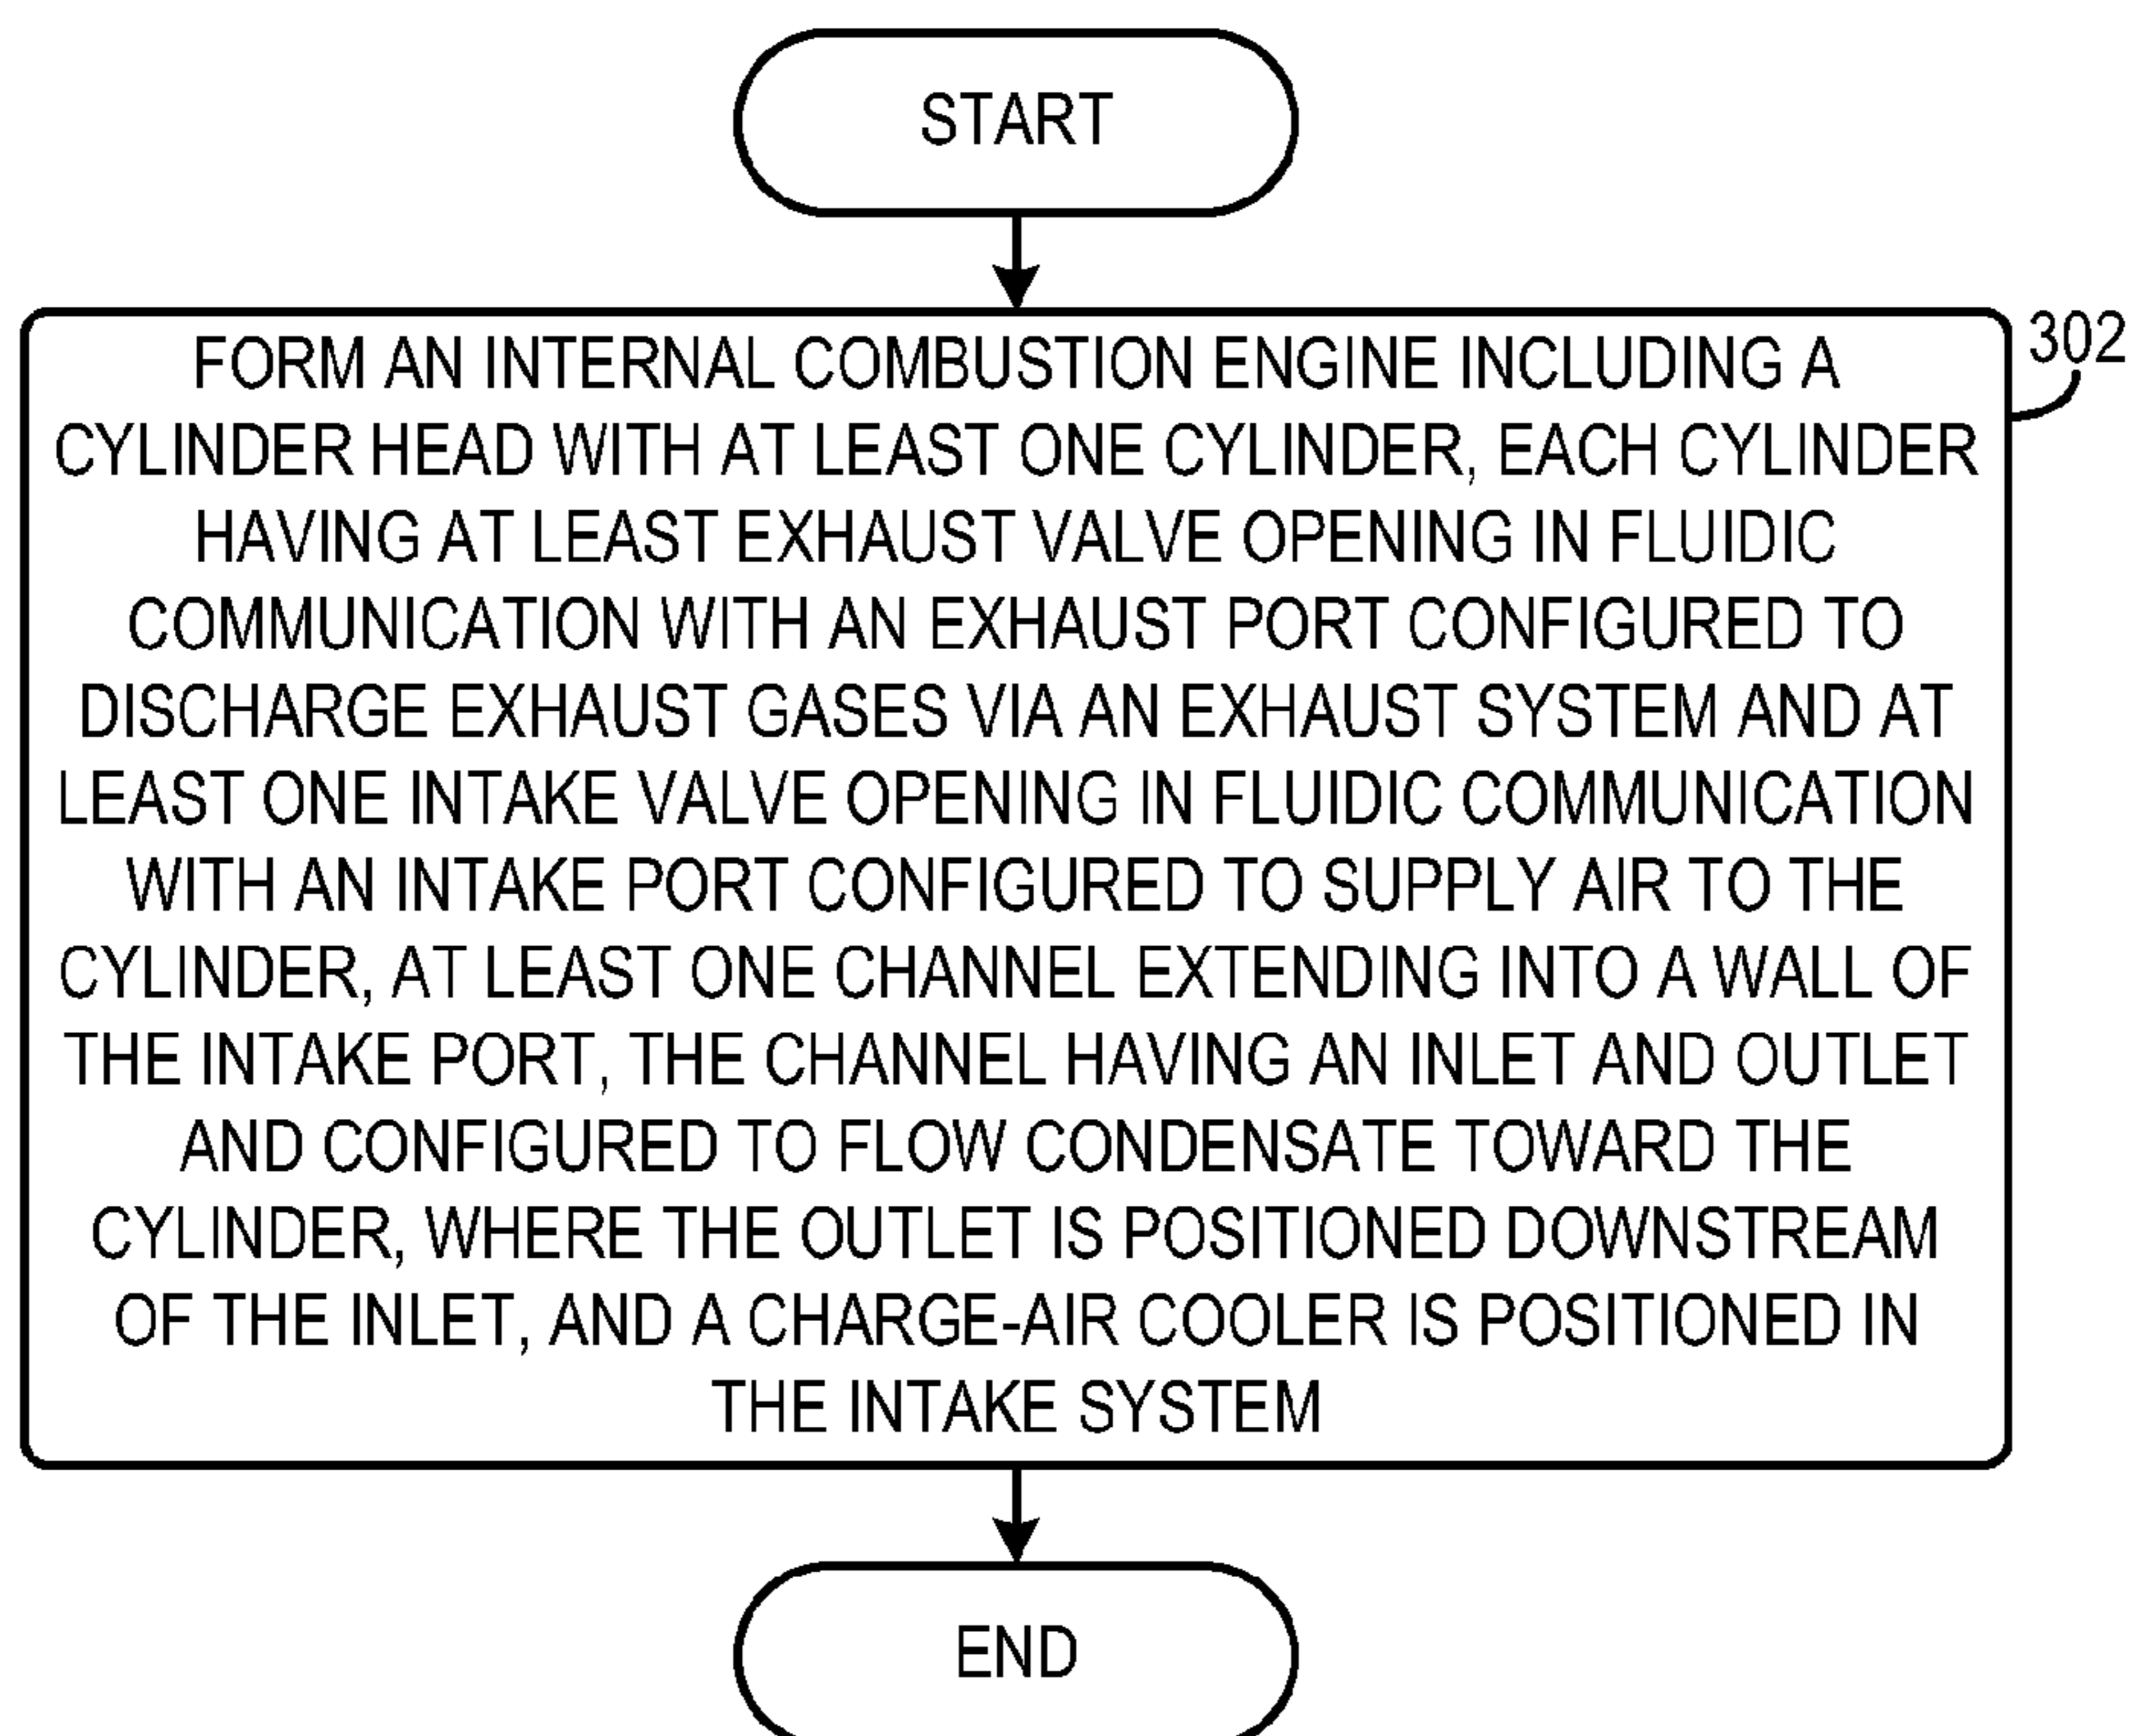 START
FORM AN INTERNAL COMBUSTION ENGINE INCLUDING A
302
CYLINDER HEAD WITH AT LEAST ONE CYLINDER, EACH CYLINDER
HAVING AT LEAST EXHAUST VALVE OPENING IN FLUIDIC
COMMUNICATION WITH AN EXHAUST PORT CONFIGURED TO
DISCHARGE EXHAUST GASES VIA AN EXHAUST SYSTEM AND AT
LEAST ONE INTAKE VALVE OPENING IN FLUIDIC COMMUNICATION
WITH AN INTAKE PORT CONFIGURED TO SUPPLY AIR TO THE
CYLINDER, AT LEAST ONE CHANNEL EXTENDING INTO A WALL OF
THE INTAKE PORT, THE CHANNEL HAVING AN INLET AND OUTLET
AND CONFIGURED TO FLOW CONDENSATE TOWARD THE
CYLINDER, WHERE THE OUTLET IS POSITIONED DOWNSTREAM
OF THE INLET, AND A CHARGE-AIR COOLER IS POSITIONED IN
THE INTAKE SYSTEM
END